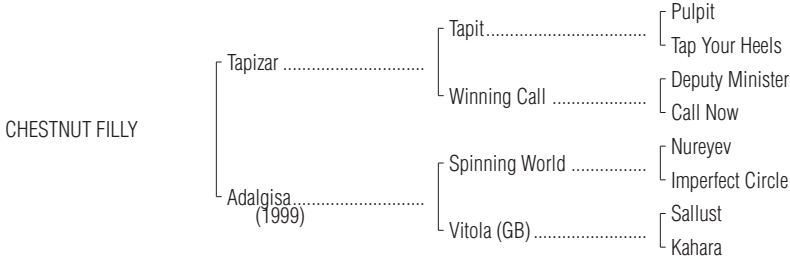 Pulpit
Tapit
Tap Your Heels
Tapizar
Deputy Minister
Winning Call
Call Now
CHESTNUT FILLY
Nureyev
Spinning World
Imperfect Circle
Adalgisa
(1999)
Sallust
Vitola (GB)
Kahara